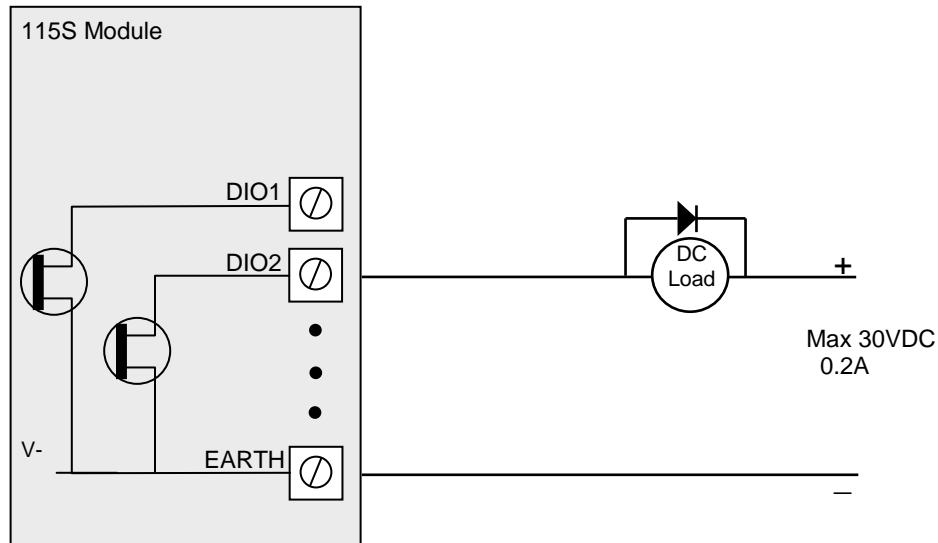 115S Module
DIO1
DIO2
DC
Load
+
Max 30VDC
0.2A
V-
EARTH
–